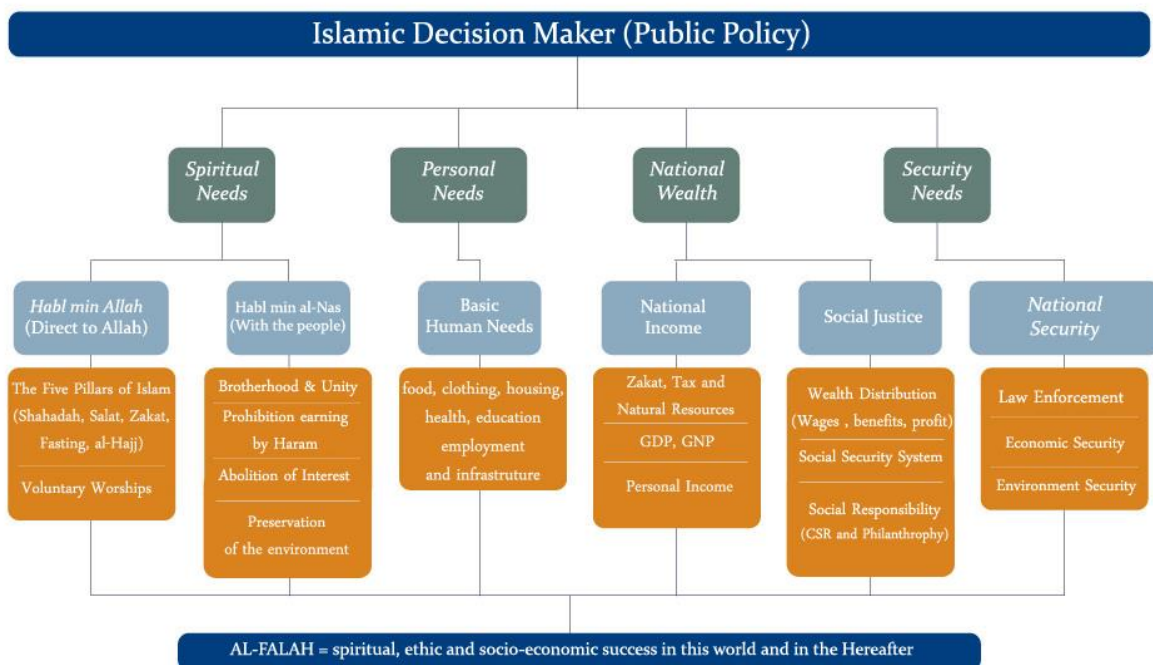 Islamic Decision Maker (Public Policy)
Spiritual
Needs
Personal
Needs
National
Wealth
Security
Needs
Habl min Allah
(Direct to Allah)
Habl min al-Nas
(With the people)
Basic
Human Needs
National
Income
Social Justice
National
Security
The Five Pillars of Islam
(Shahadah, Salat, Zakat,
Fasting, al-Hajj)
Voluntary Worships
Brotherhood & Unity
Prohibition earning
by Haram
Abolition of Interest
Preservation
of the environment
food, clothing, housing,
health, education
employment
and infrastruture
Zakat, Tax and
Natural Resources
GDP, GNP
Personal Income
Wealth Distribution
(Wages , benefits, profit)
Social Security System
Social Responsibility
(CSR and Philanthrophy)
Law Enforcement
Economic Security
Environment Security
AL-FALAH = spiritual, ethic and socio-economic success in this world and in the Hereafter